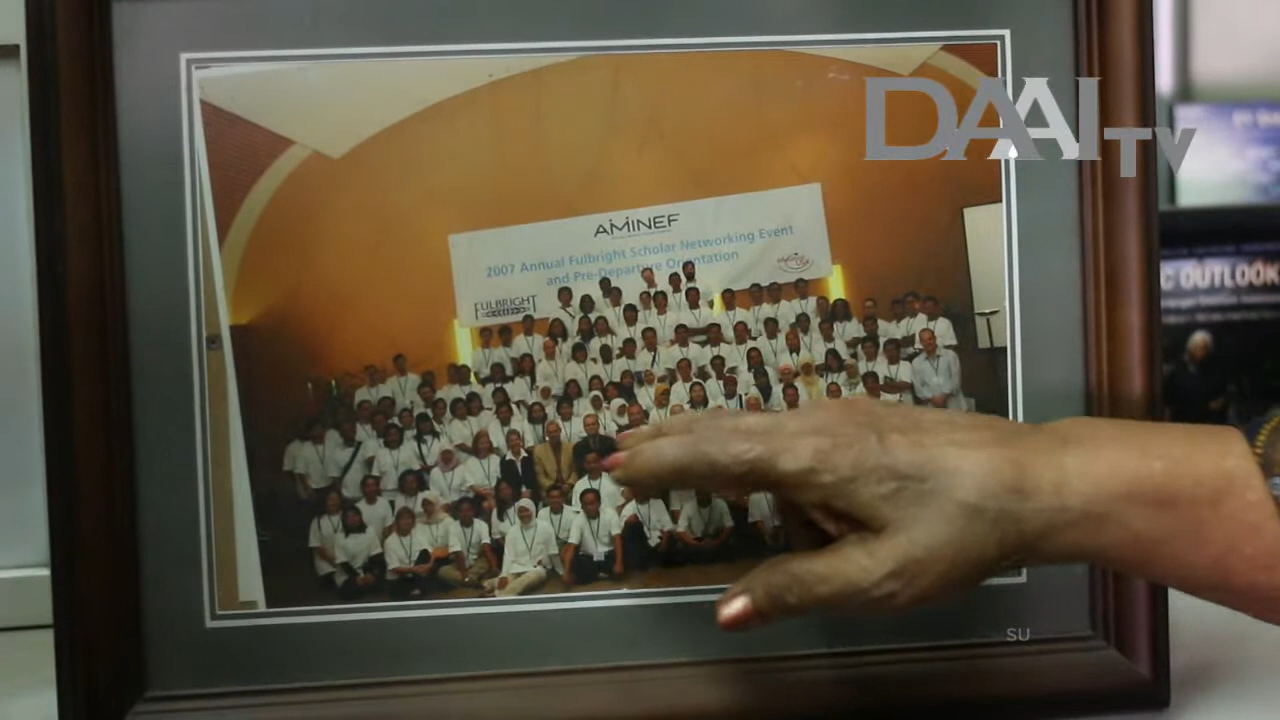 DAAI TV
AMINEF
2007 Annual Fulbright Scholar Networking Event
and Pre-Departure Orientation
FULBRIGHT
C OUTLOOK
SU